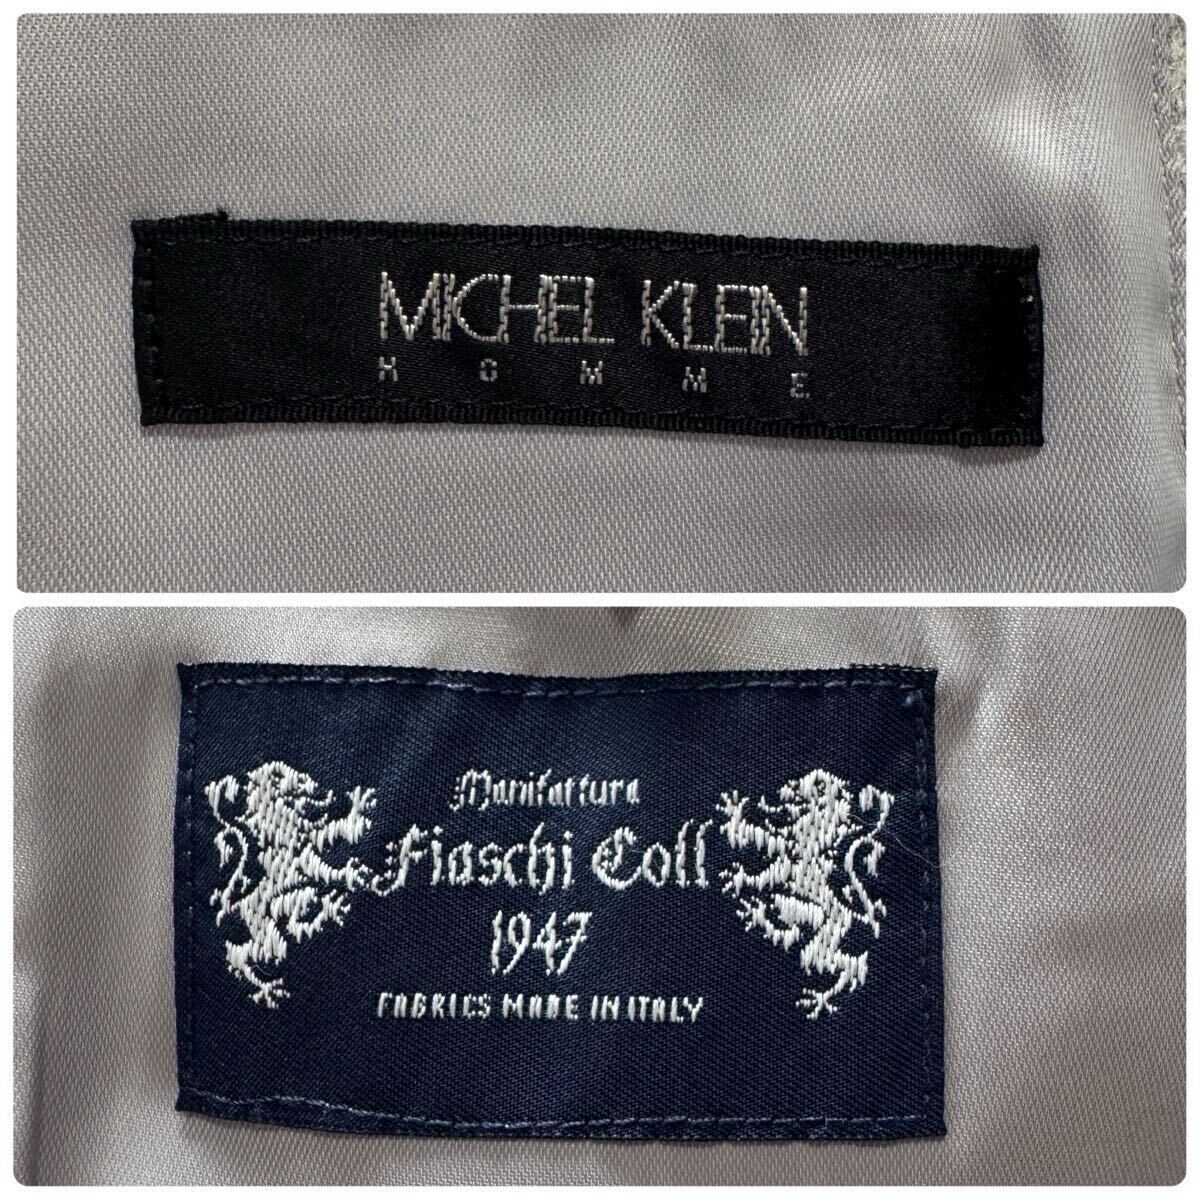 MICHEL KLEIN
HOMME
Manifattura
Fiaschi Coll
1947
FABRICS MADE IN ITALY